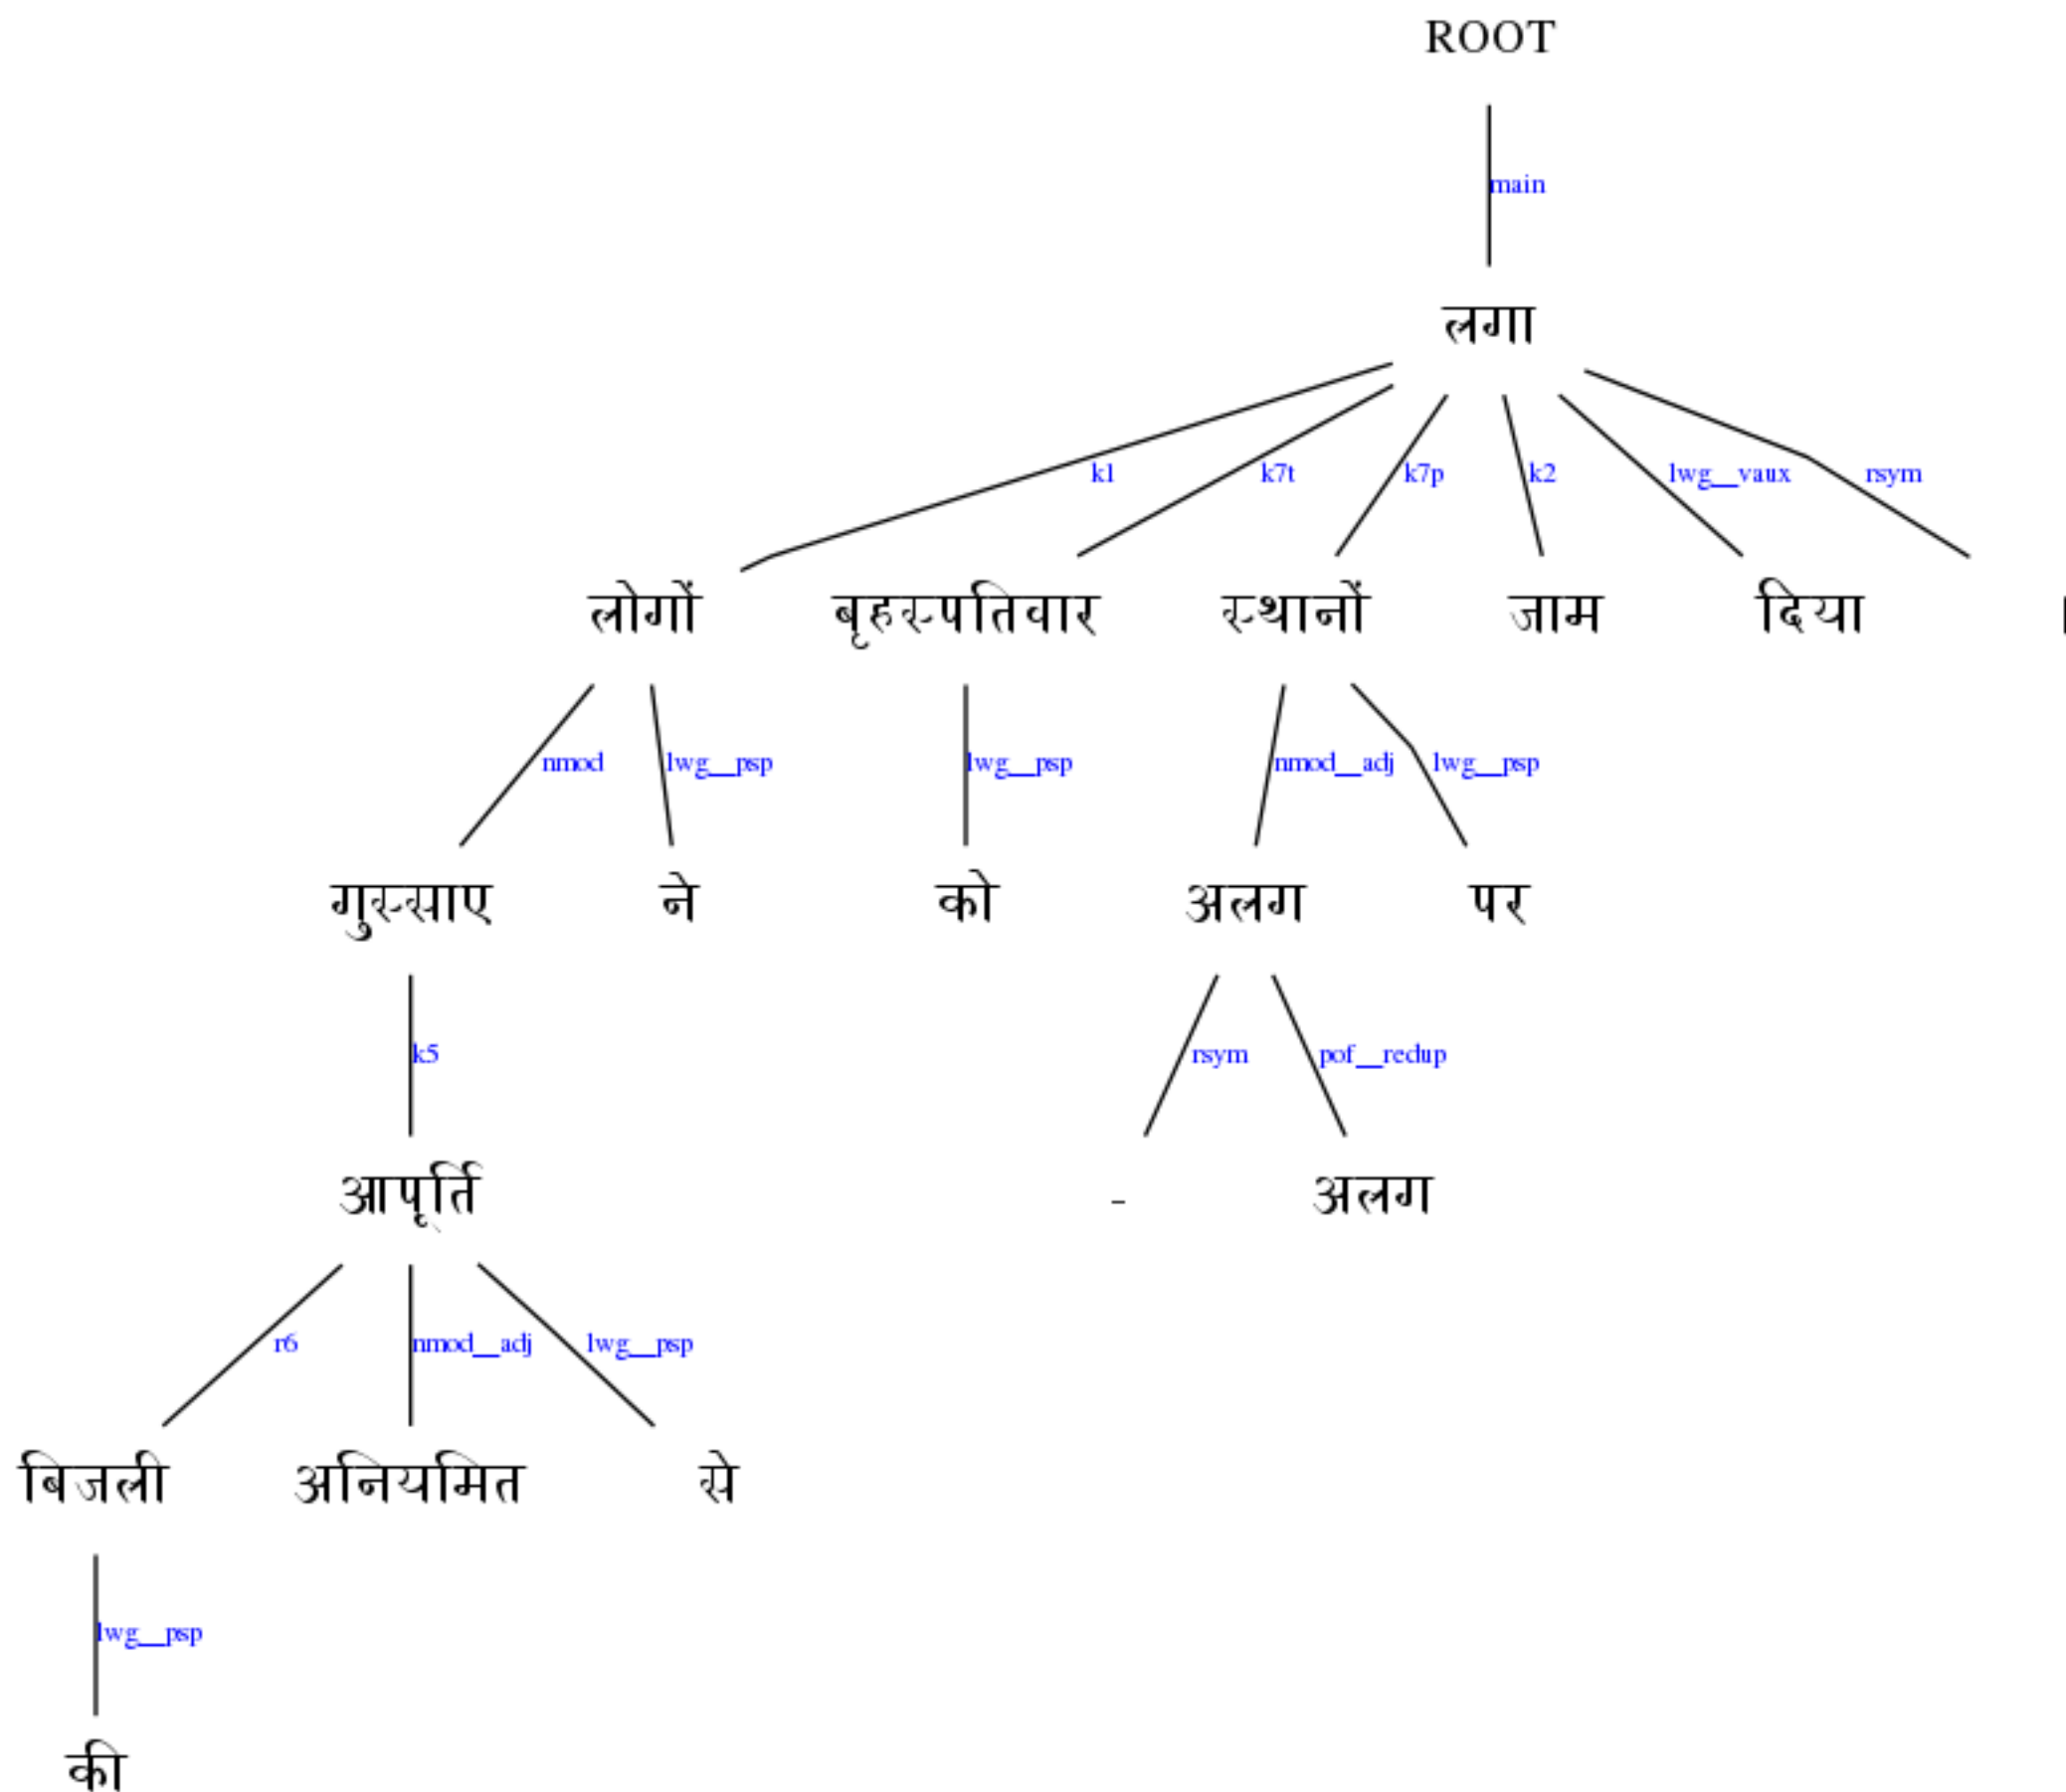 ROOT
main
लगा
k1 k7t k7p k2 lwg__vaux rsym
लोगों बृहस्पतिवार स्थानों जाम दिया ।
nmod lwg__psp lwg__psp nmod__adj lwg__psp
गुस्साए ने को अलग पर
k5 rsym pof__redup
आपूर्ति - अलग
r6 nmod__adj lwg__psp
बिजली अनियमित से
lwg__psp
की